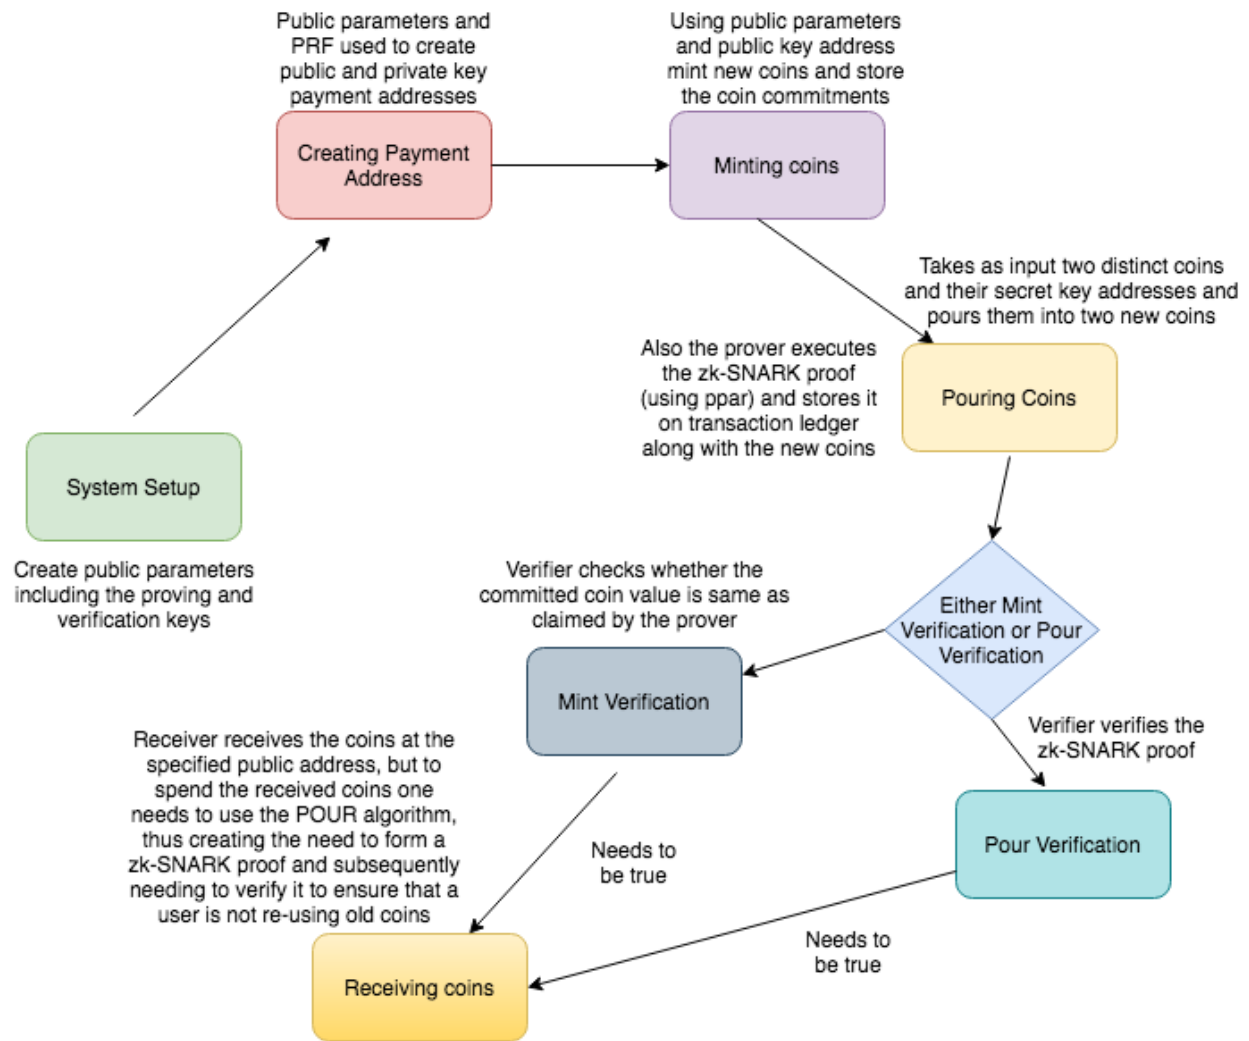 Public parameters and
PRF used to create
public and private key
payment addresses
Creating Payment
Address
Using public parameters
and public key address
mint new coins and store
the coin commitments
Minting coins
Takes as input two distinct coins
and their secret key addresses and
pours them into two new coins
Also the prover executes
the zk-SNARK proof
(using ppar) and stores it
on transaction ledger
along with the new coins
Pouring Coins
System Setup
Create public parameters
including the proving and
verification keys
Either Mint
Verification or Pour
Verification
Verifier checks whether the
committed coin value is same as
claimed by the prover
Mint Verification
Verifier verifies the
zk-SNARK proof
Pour Verification
Receiver receives the coins at the
specified public address, but to
spend the received coins one
needs to use the POUR algorithm,
thus creating the need to form a
zk-SNARK proof and subsequently
needing to verify it to ensure that a
user is not re-using old coins
Needs to
be true
Needs to
be true
Receiving coins